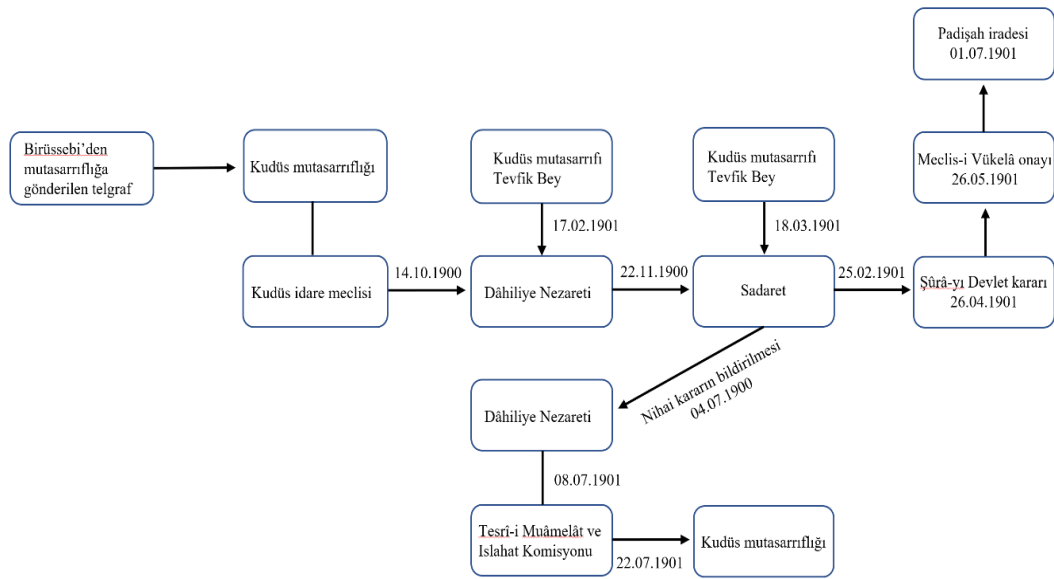 Padişah iradesi
01.07.1901
Birüssebi’den
mutasarrıflığa
gönderilen telgraf
Kudüs mutasarrıflığı
Kudüs mutasarrıfı
Tevfik Bey
Kudüs mutasarrıfı
Tevfik Bey
Meclis-i Vükelâ onayı
26.05.1901
17.02.1901
18.03.1901
Kudüs idare meclisi
14.10.1900
Dâhiliye Nezareti
22.11.1900
Sadaret
25.02.1901
Şûrâ-yı Devlet kararı
26.04.1901
Nihai kararın bildirilmesi
04.07.1900
Dâhiliye Nezareti
08.07.1901
Tesrî-i Muâmelât ve
Islahat Komisyonu
22.07.1901
Kudüs mutasarrıflığı